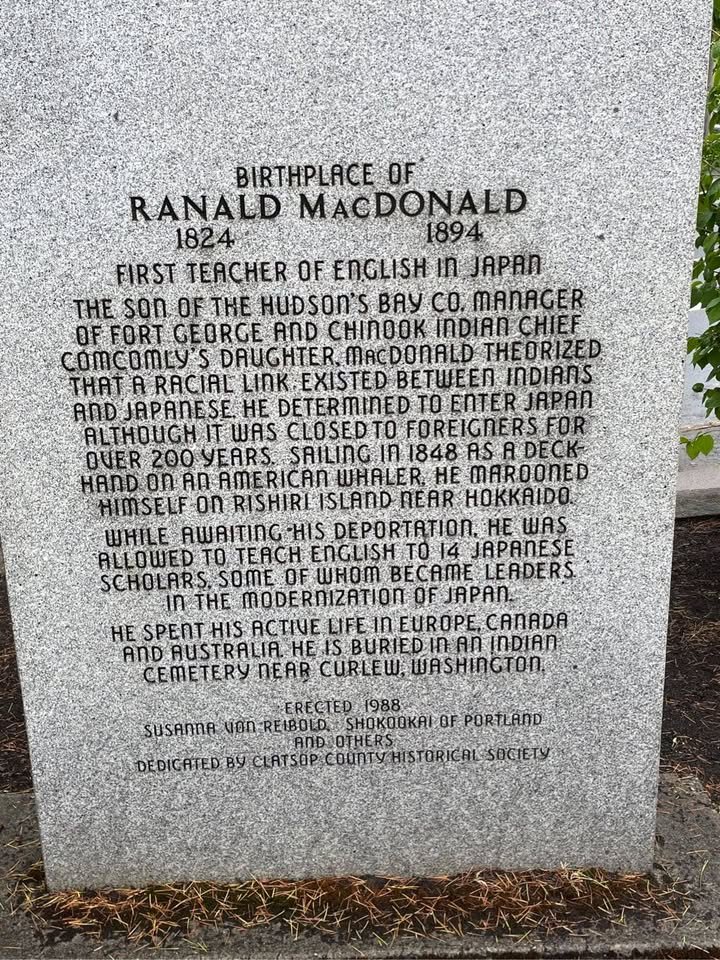 BIRTHPLACE OF
RANALD MACDONALD
1824 1894
FIRST TEACHER OF ENGLISH IN JAPAN
THE SON OF THE HUDSON'S BAY CO. MANAGER
OF FORT GEORGE AND CHINOOK INDIAN CHIEF
COMCOMLY'S DAUGHTER, MACDONALD THEORIZED
THAT A RACIAL LINK EXISTED BETWEEN INDIANS
AND JAPANESE. HE DETERMINED TO ENTER JAPAN
ALTHOUGH IT WAS CLOSED TO FOREIGNERS FOR
OVER 200 YEARS. SAILING IN 1848 AS A DECK-
HAND ON AN AMERICAN WHALER, HE MAROONED
HIMSELF ON RISHIRI ISLAND NEAR HOKKAIDO.
WHILE AWAITING HIS DEPORTATION, HE WAS
ALLOWED TO TEACH ENGLISH TO 14 JAPANESE
SCHOLARS, SOME OF WHOM BECAME LEADERS
IN THE MODERNIZATION OF JAPAN.
HE SPENT HIS ACTIVE LIFE IN EUROPE, CANADA
AND AUSTRALIA. HE IS BURIED IN AN INDIAN
CEMETERY NEAR CURLEW, WASHINGTON.
ERECTED 1988
SUSANNA VON REIBOLD, SHOKOOKAI OF PORTLAND
AND OTHERS
DEDICATED BY CLATSOP COUNTY HISTORICAL SOCIETY